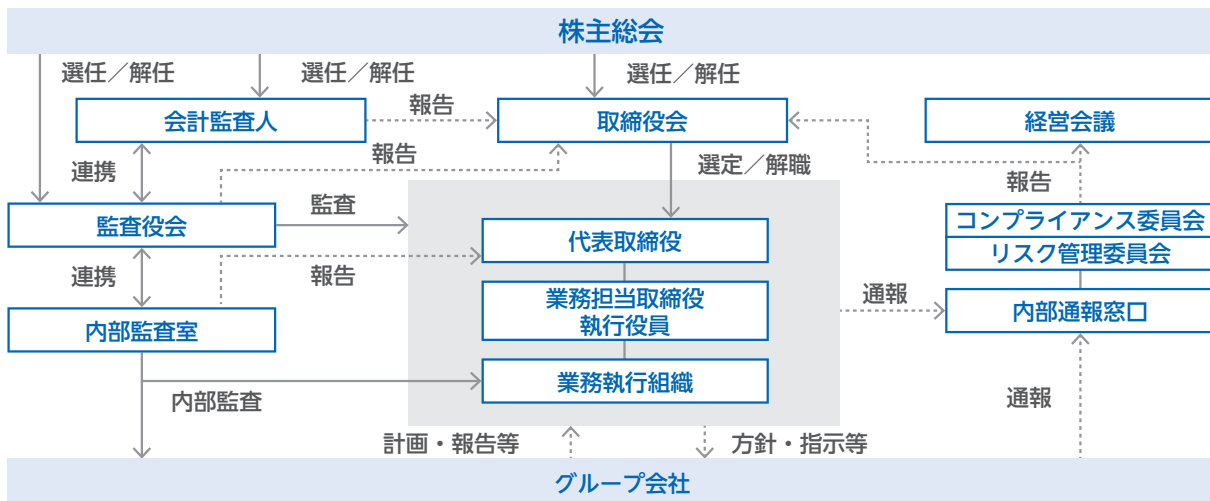 株主総会
選任／解任
選任／解任
選任／解任
会計監査人
報告
取締役会
経営会議
連携
報告
選定／解職
報告
監査役会
監査
代表取締役
コンプライアンス委員会
リスク管理委員会
連携
報告
業務担当取締役
執行役員
通報
内部通報窓口
内部監査室
業務執行組織
内部監査
通報
計画・報告等
方針・指示等
グループ会社